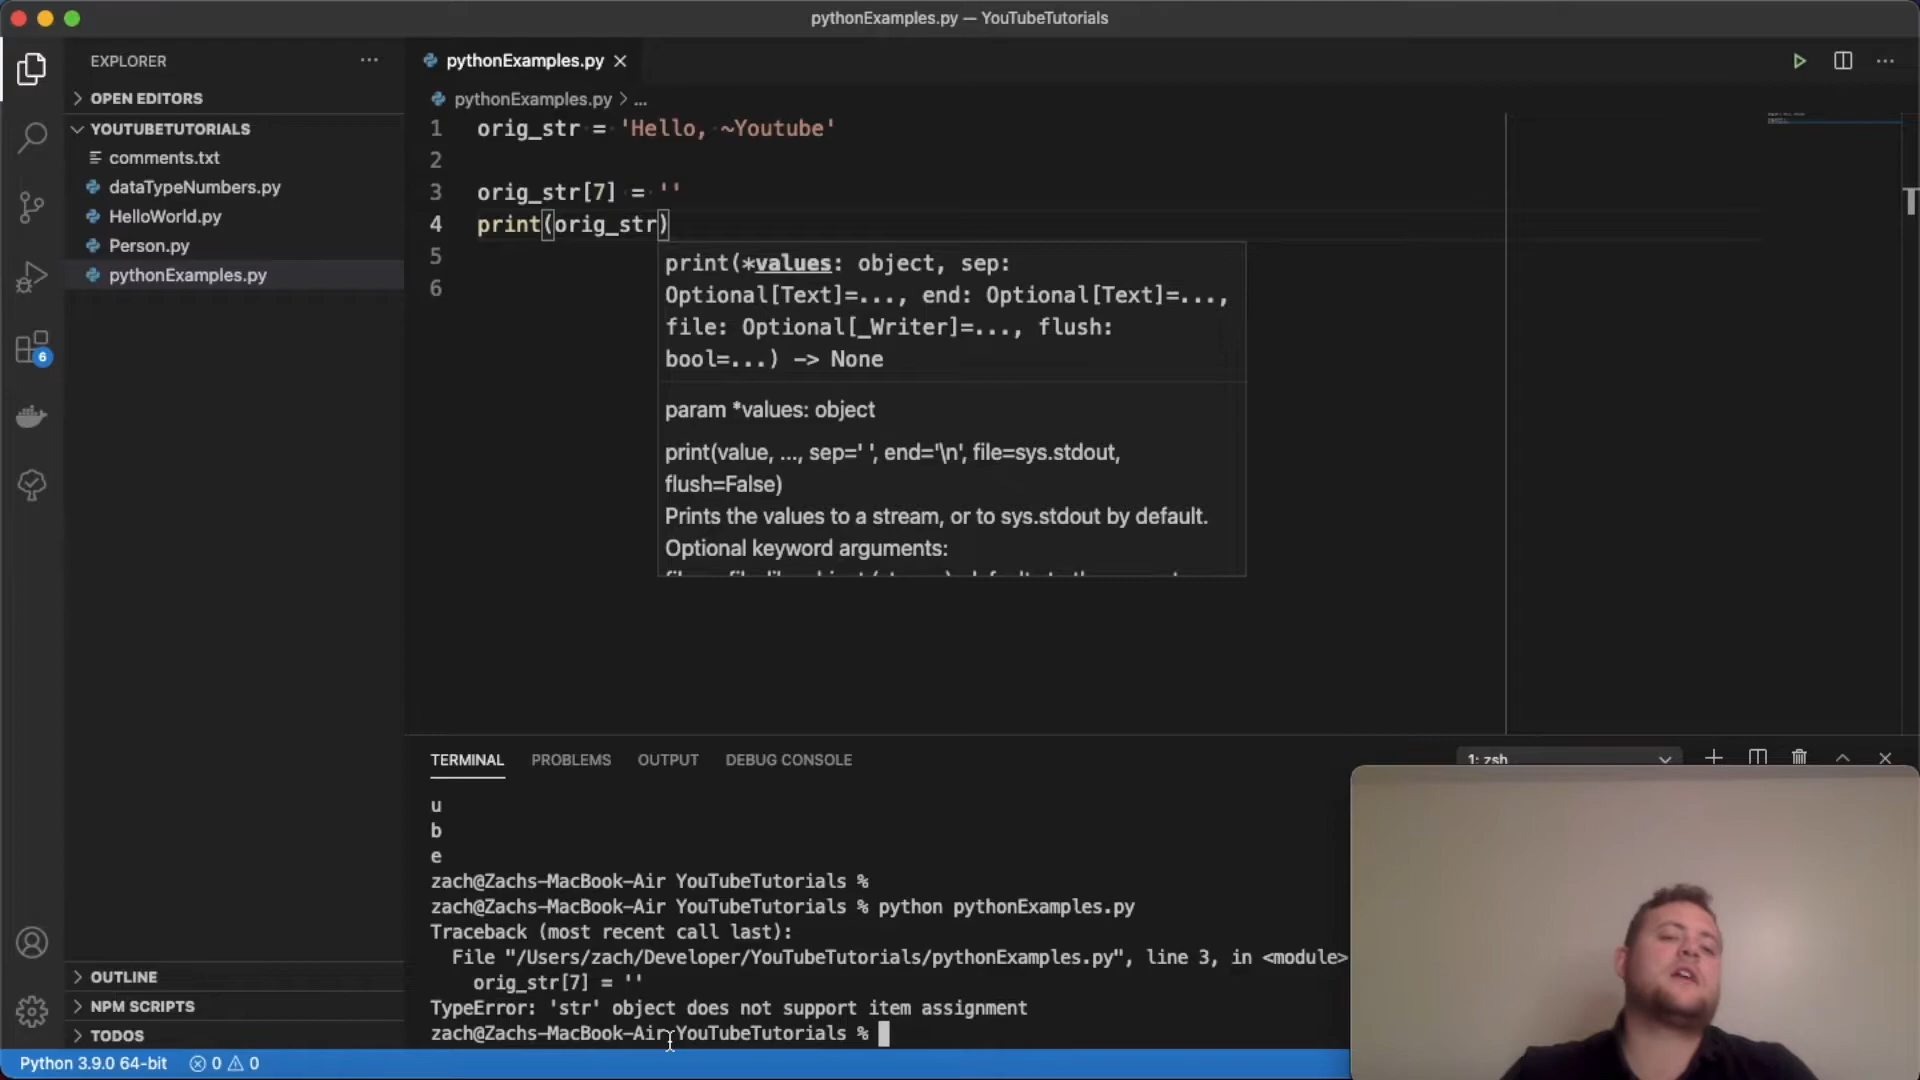 pythonExamples.py — YouTubeTutorials
EXPLORER
OPEN EDITORS
YOUTUBETUTORIALS
comments.txt
dataTypeNumbers.py
HelloWorld.py
Person.py
pythonExamples.py
6
OUTLINE
NPM SCRIPTS
TODOS
pythonExamples.py
pythonExamples.py > ...
1 orig_str = 'Hello, ~Youtube'
2
3 orig_str[7] = ''
4 print(orig_str)
5
6
print(*values: object, sep:
Optional[Text]=..., end: Optional[Text]=...,
file: Optional[_Writer]=..., flush:
bool=...) -> None
param *values: object
print(value, ..., sep=' ', end='\n', file=sys.stdout,
flush=False)
Prints the values to a stream, or to sys.stdout by default.
Optional keyword arguments:
T
TERMINAL PROBLEMS OUTPUT DEBUG CONSOLE
1: zsh
u
b
e
zach@Zachs-MacBook-Air YouTubeTutorials %
zach@Zachs-MacBook-Air YouTubeTutorials % python pythonExamples.py
Traceback (most recent call last):
File "/Users/zach/Developer/YouTubeTutorials/pythonExamples.py", line 3, in <module>
orig_str[7] = ''
TypeError: 'str' object does not support item assignment
zach@Zachs-MacBook-Air YouTubeTutorials %
Python 3.9.0 64-bit 0 0